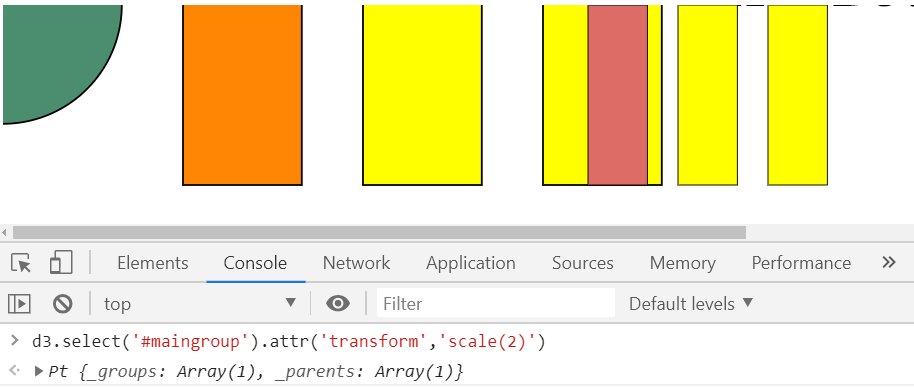 Elements Console Network Application Sources Memory Performance »
top ▼ Filter Default levels ▼
> d3.select('#maingroup').attr('transform','scale(2)')
Pt {_groups: Array(1), _parents: Array(1)}